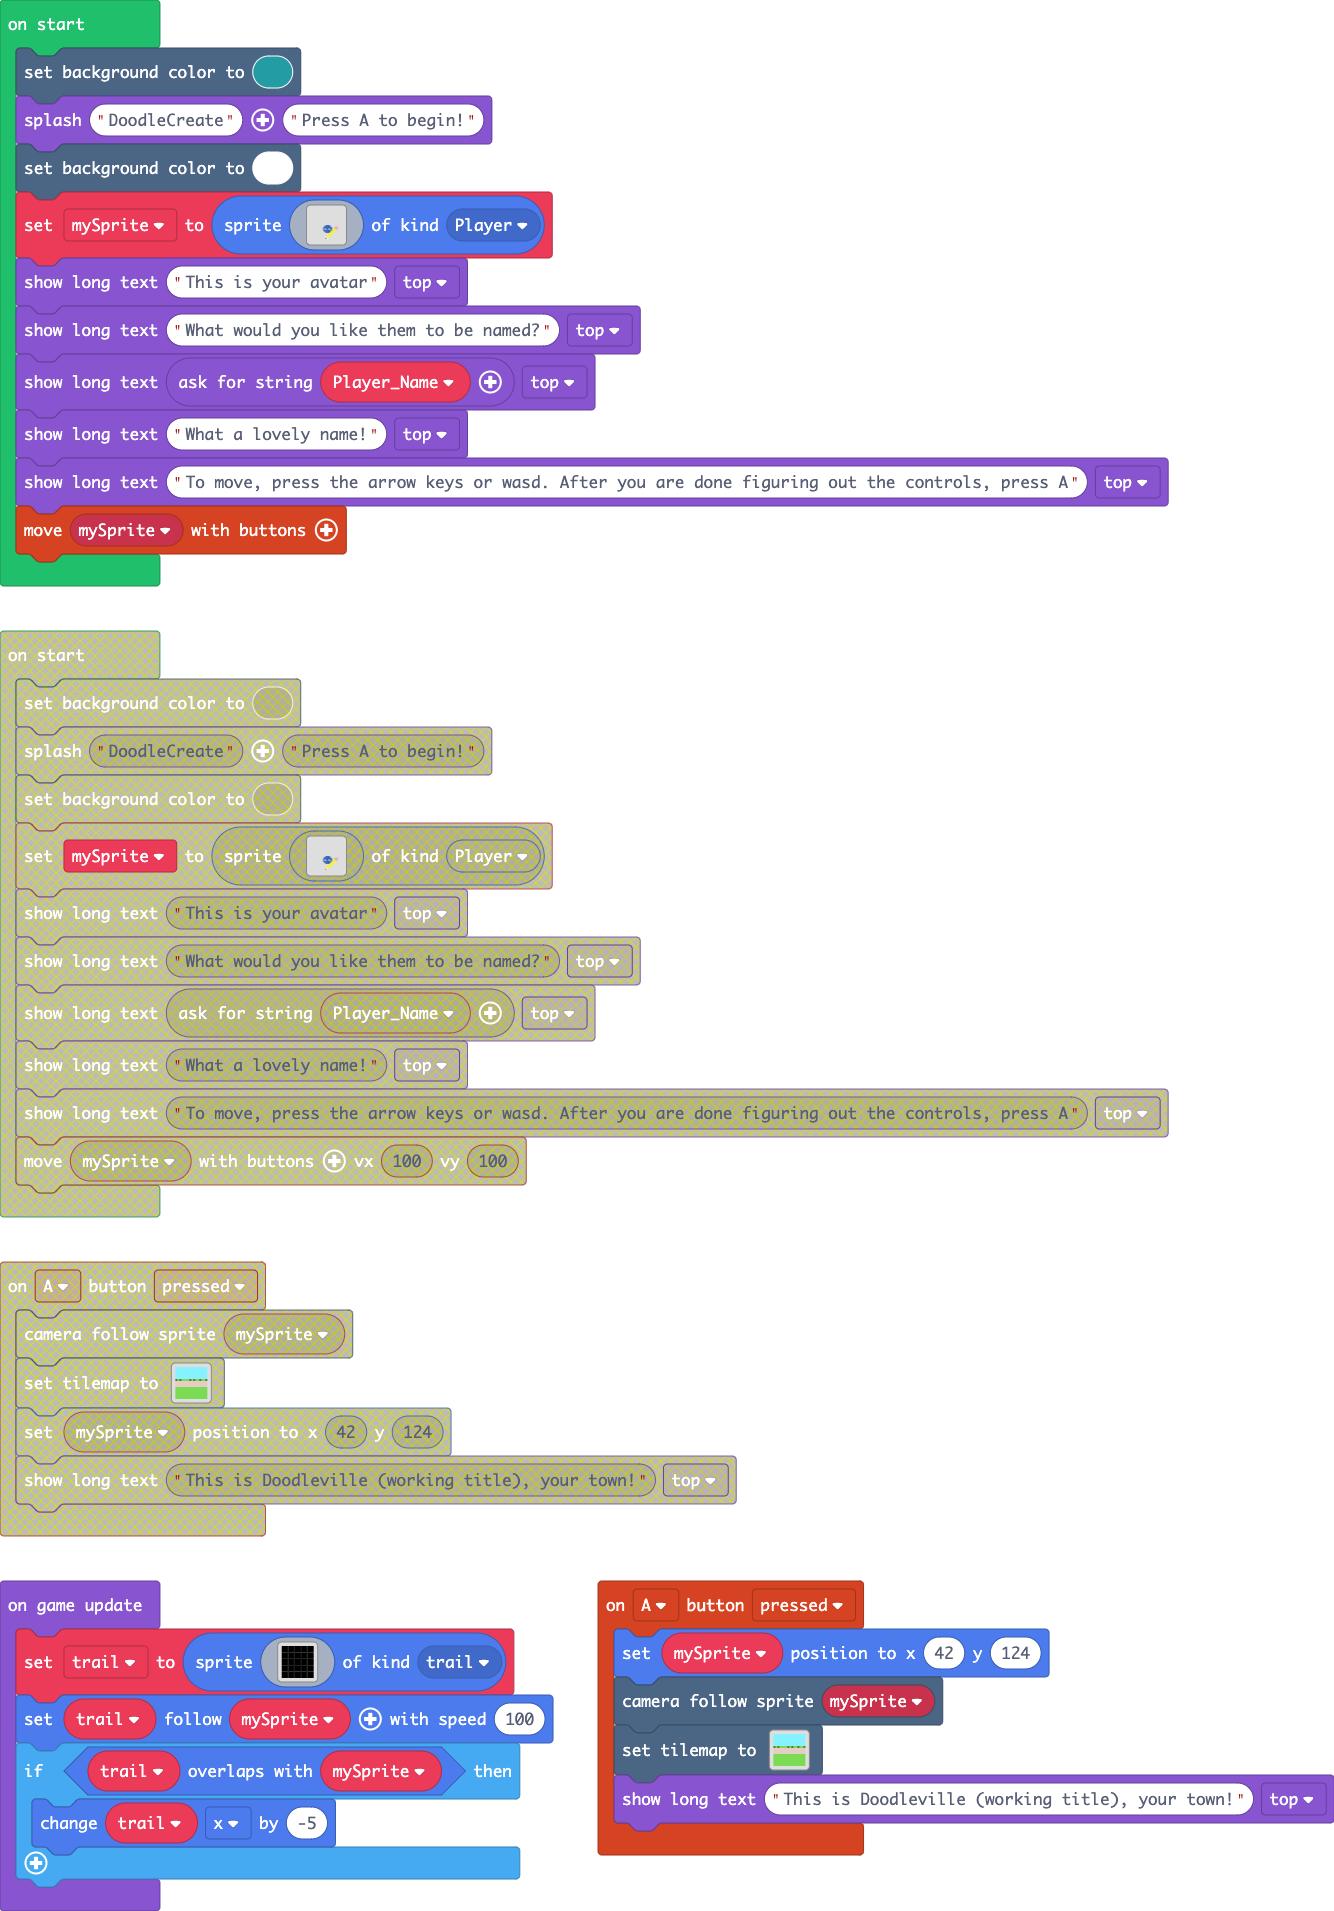 on start
set background color to
splash "DoodleCreate" "Press A to begin!"
set background color to
set mySprite to sprite of kind Player
show long text "This is your avatar" top
show long text "What would you like them to be named?" top
show long text ask for string Player_Name top
show long text "What a lovely name!" top
show long text "To move, press the arrow keys or wasd. After you are done figuring out the controls, press A" top
move mySprite with buttons
on start
set background color to
splash "DoodleCreate" "Press A to begin!"
set background color to
set mySprite to sprite of kind Player
show long text "This is your avatar" top
show long text "What would you like them to be named?" top
show long text ask for string Player_Name top
show long text "What a lovely name!" top
show long text "To move, press the arrow keys or wasd. After you are done figuring out the controls, press A" top
move mySprite with buttons vx 100 vy 100
on A button pressed
camera follow sprite mySprite
set tilemap to
set mySprite position to x 42 y 124
show long text "This is Doodleville (working title), your town!" top
on game update
set trail to sprite of kind trail
set trail follow mySprite with speed 100
if trail overlaps with mySprite then
change trail x by -5
on A button pressed
set mySprite position to x 42 y 124
camera follow sprite mySprite
set tilemap to
show long text "This is Doodleville (working title), your town!" top